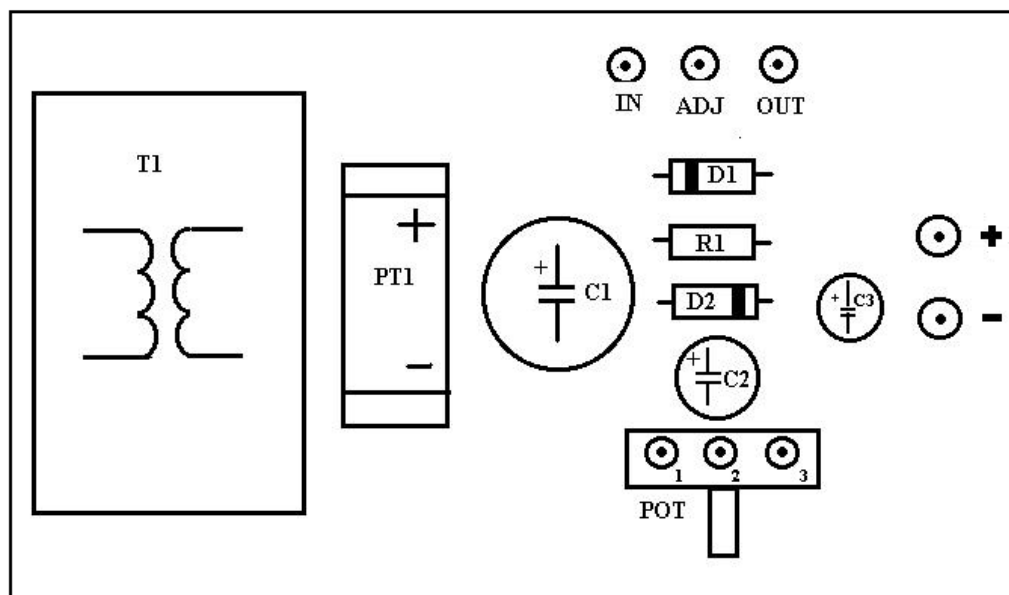 IN ADJ OUT
T1
D1
+
PT1
R1
+
+
C1
D2
+
C3
-
-
+
C2
1 2 3
POT